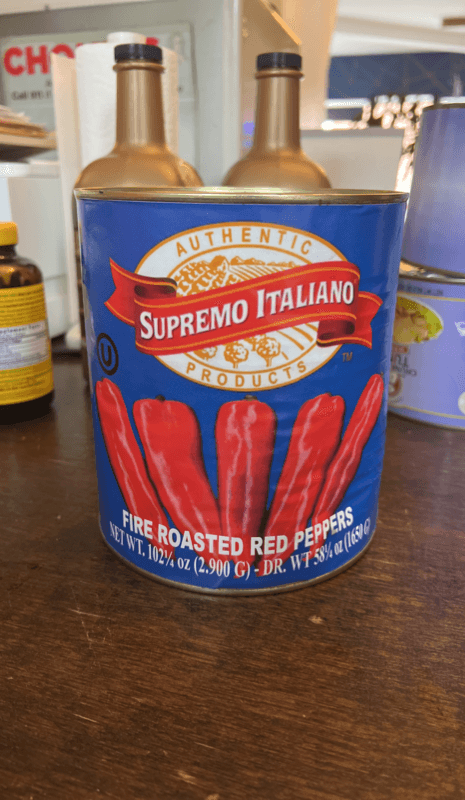 CHO
AUTHENTIC
SUPREMO ITALIANO
PRODUCTS
TM
U
FIRE ROASTED RED PEPPERS
NET WT. 102¼ oz (2.900 G) - DR. WT 58¼ oz (1650 G)